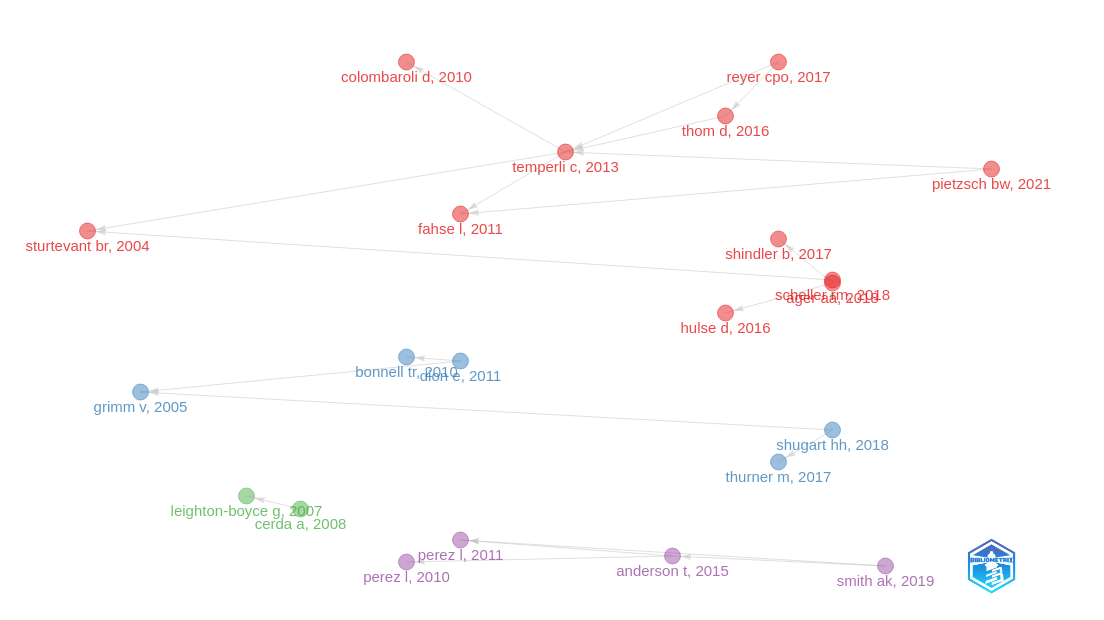 colombaroli d, 2010
reyer cpo, 2017
thom d, 2016
temperli c, 2013
pietzsch bw, 2021
fahse l, 2011
sturtevant br, 2004
shindler b, 2017
scheller rm, 2018
ager aa, 2018
hulse d, 2016
bonnell tr, 2010
dion e, 2011
grimm v, 2005
shugart hh, 2018
thurner m, 2017
leighton-boyce g, 2007
cerda a, 2008
perez l, 2011
perez l, 2010
anderson t, 2015
smith ak, 2019
BIBLIOMETRIX